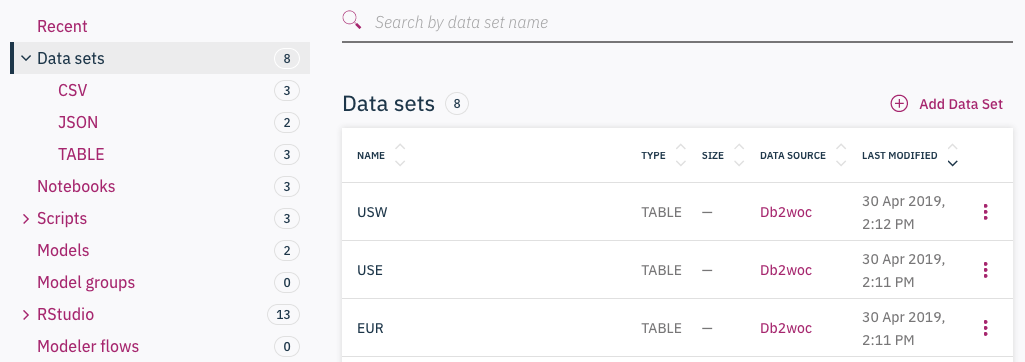 Recent
Data sets 8
CSV 3
JSON 2
TABLE 3
Notebooks 3
Scripts 3
Models 2
Model groups 0
RStudio 13
Modeler flows 0
Search by data set name
Data sets 8
Add Data Set
NAME TYPE SIZE DATA SOURCE LAST MODIFIED
USW TABLE — Db2woc 30 Apr 2019,
2:12 PM
USE TABLE — Db2woc 30 Apr 2019,
2:11 PM
EUR TABLE — Db2woc 30 Apr 2019,
2:11 PM